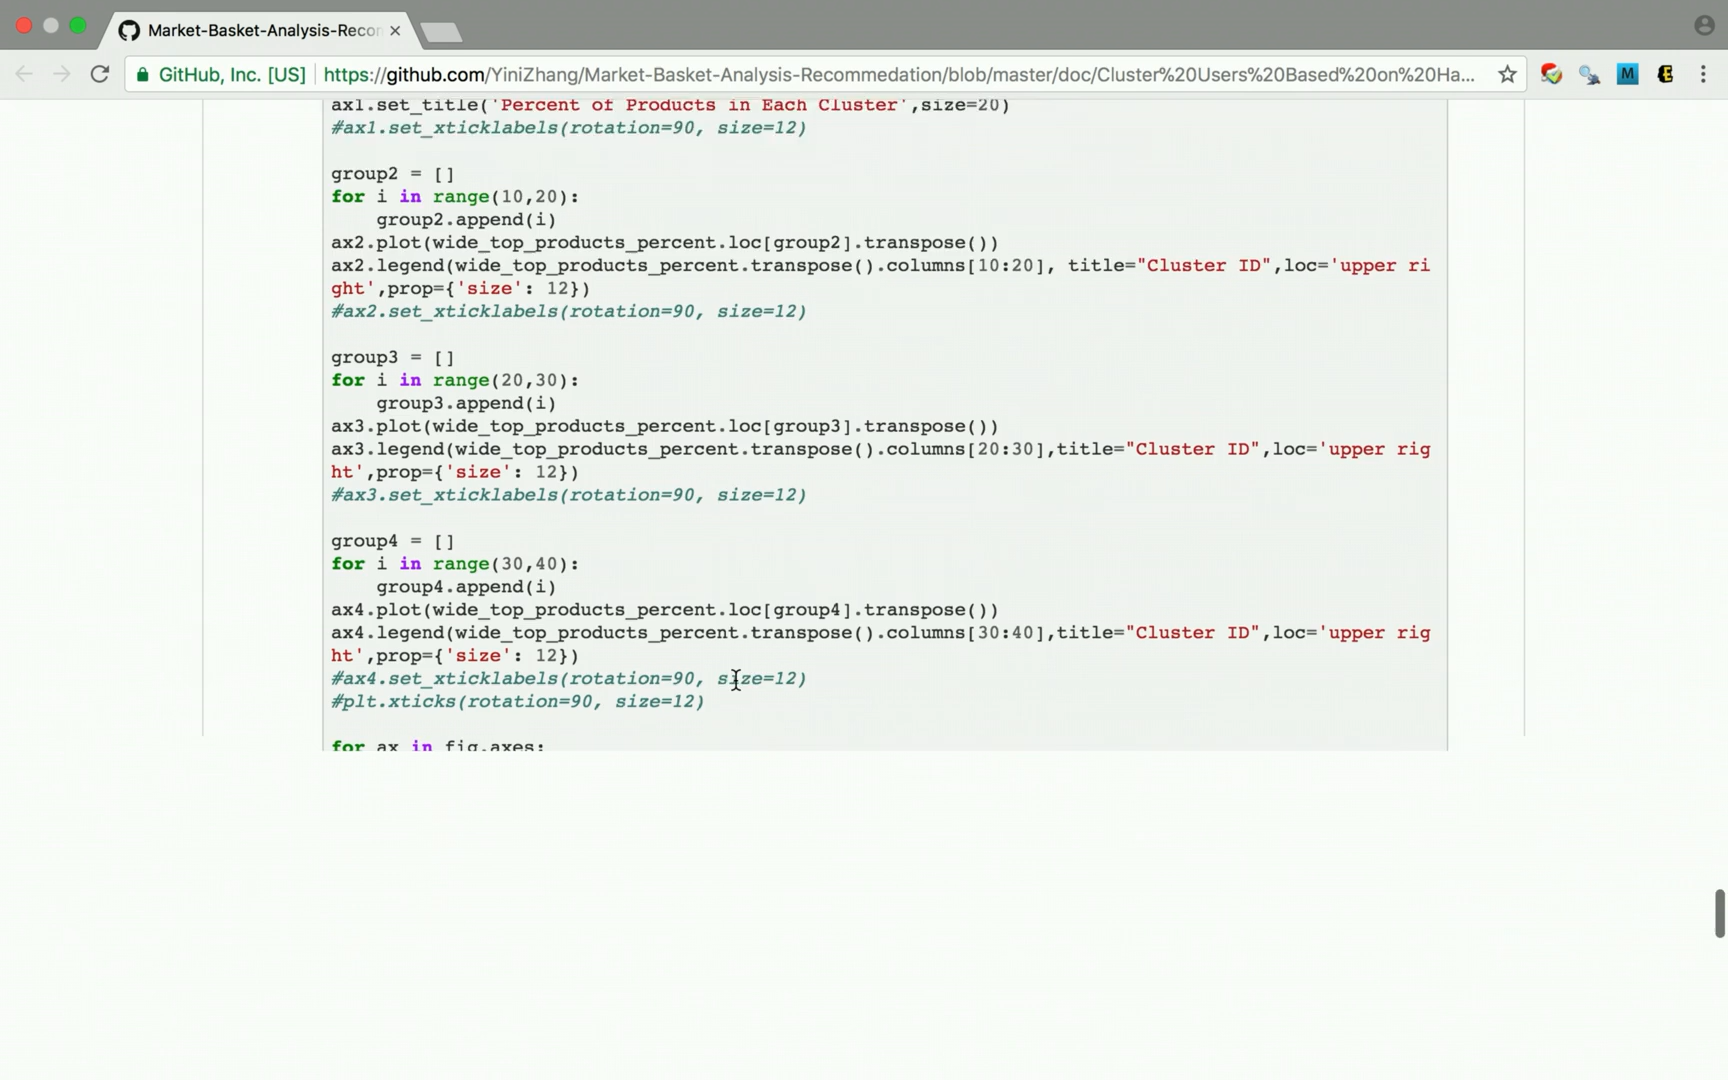 Market-Basket-Analysis-Recom
GitHub, Inc. [US] https://github.com/YiniZhang/Market-Basket-Analysis-Recommedation/blob/master/doc/Cluster%20Users%20Based%20on%20Ha...
M
ax1.set_title('Percent of Products in Each Cluster',size=20)
#ax1.set_xticklabels(rotation=90, size=12)
group2 = []
for i in range(10,20):
    group2.append(i)
ax2.plot(wide_top_products_percent.loc[group2].transpose())
ax2.legend(wide_top_products_percent.transpose().columns[10:20], title="Cluster ID",loc='upper ri
ght',prop={'size': 12})
#ax2.set_xticklabels(rotation=90, size=12)
group3 = []
for i in range(20,30):
    group3.append(i)
ax3.plot(wide_top_products_percent.loc[group3].transpose())
ax3.legend(wide_top_products_percent.transpose().columns[20:30],title="Cluster ID",loc='upper rig
ht',prop={'size': 12})
#ax3.set_xticklabels(rotation=90, size=12)
group4 = []
for i in range(30,40):
    group4.append(i)
ax4.plot(wide_top_products_percent.loc[group4].transpose())
ax4.legend(wide_top_products_percent.transpose().columns[30:40],title="Cluster ID",loc='upper rig
ht',prop={'size': 12})
#ax4.set_xticklabels(rotation=90, size=12)
#plt.xticks(rotation=90, size=12)
for ax in fig.axes: